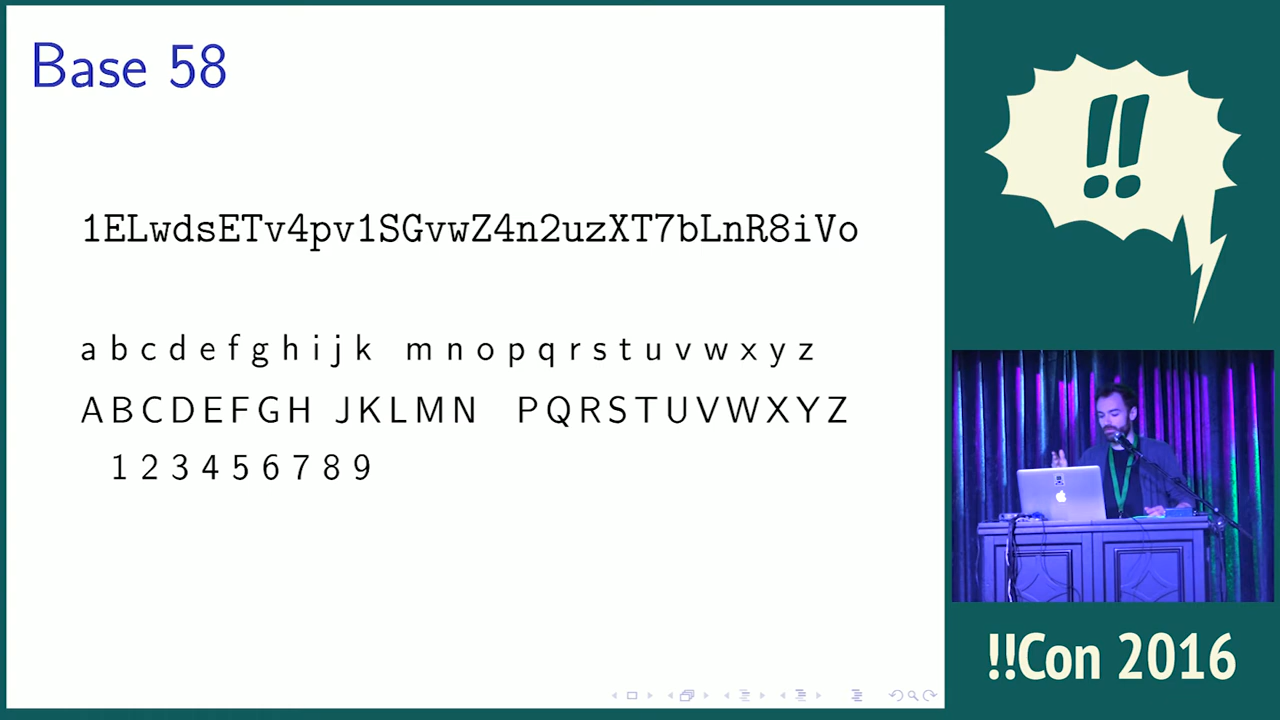 Base 58
1ELwdsETv4pv1SGvwZ4n2uzXT7bLnR8iVo
a b c d e f g h i j k m n o p q r s t u v w x y z
A B C D E F G H J K L M N P Q R S T U V W X Y Z
1 2 3 4 5 6 7 8 9
!!
!!Con 2016